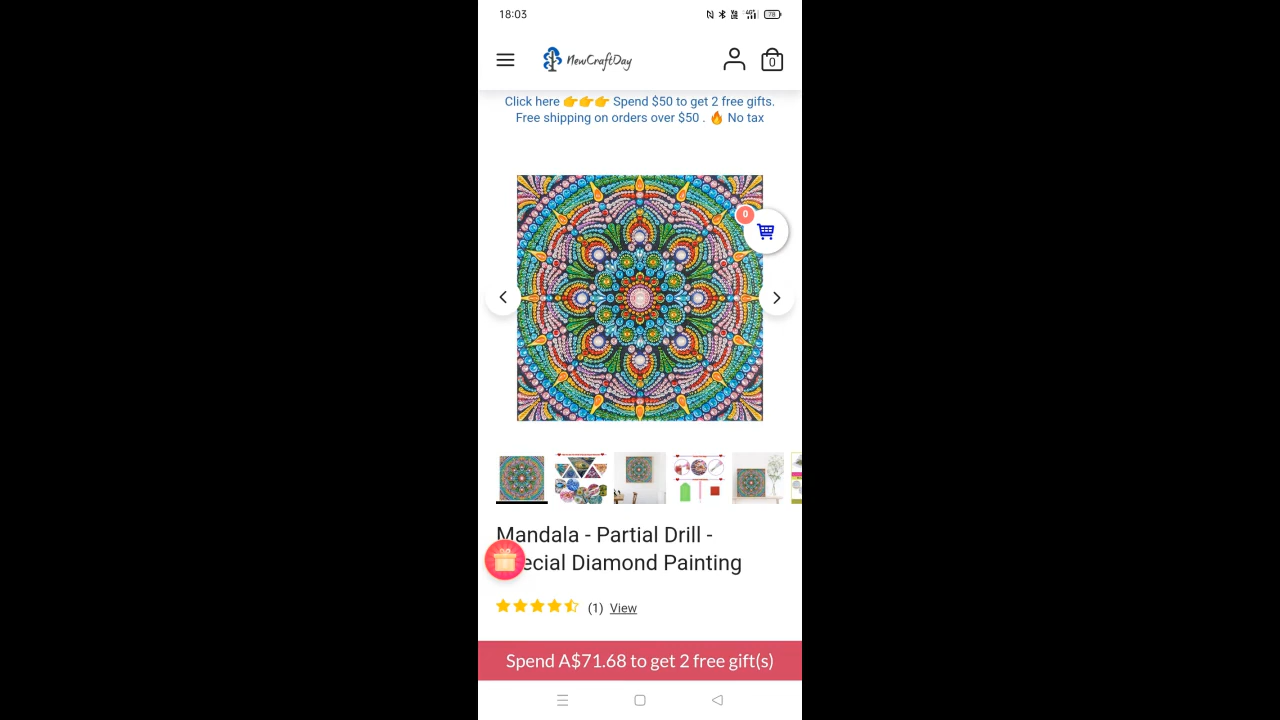 18:03
78
NewCraftDay
0
Click here 👉👉👉 Spend $50 to get 2 free gifts.
Free shipping on orders over $50 . 🔥 No tax
0
Mandala - Partial Drill -
ecial Diamond Painting
(1) View
Spend A$71.68 to get 2 free gift(s)